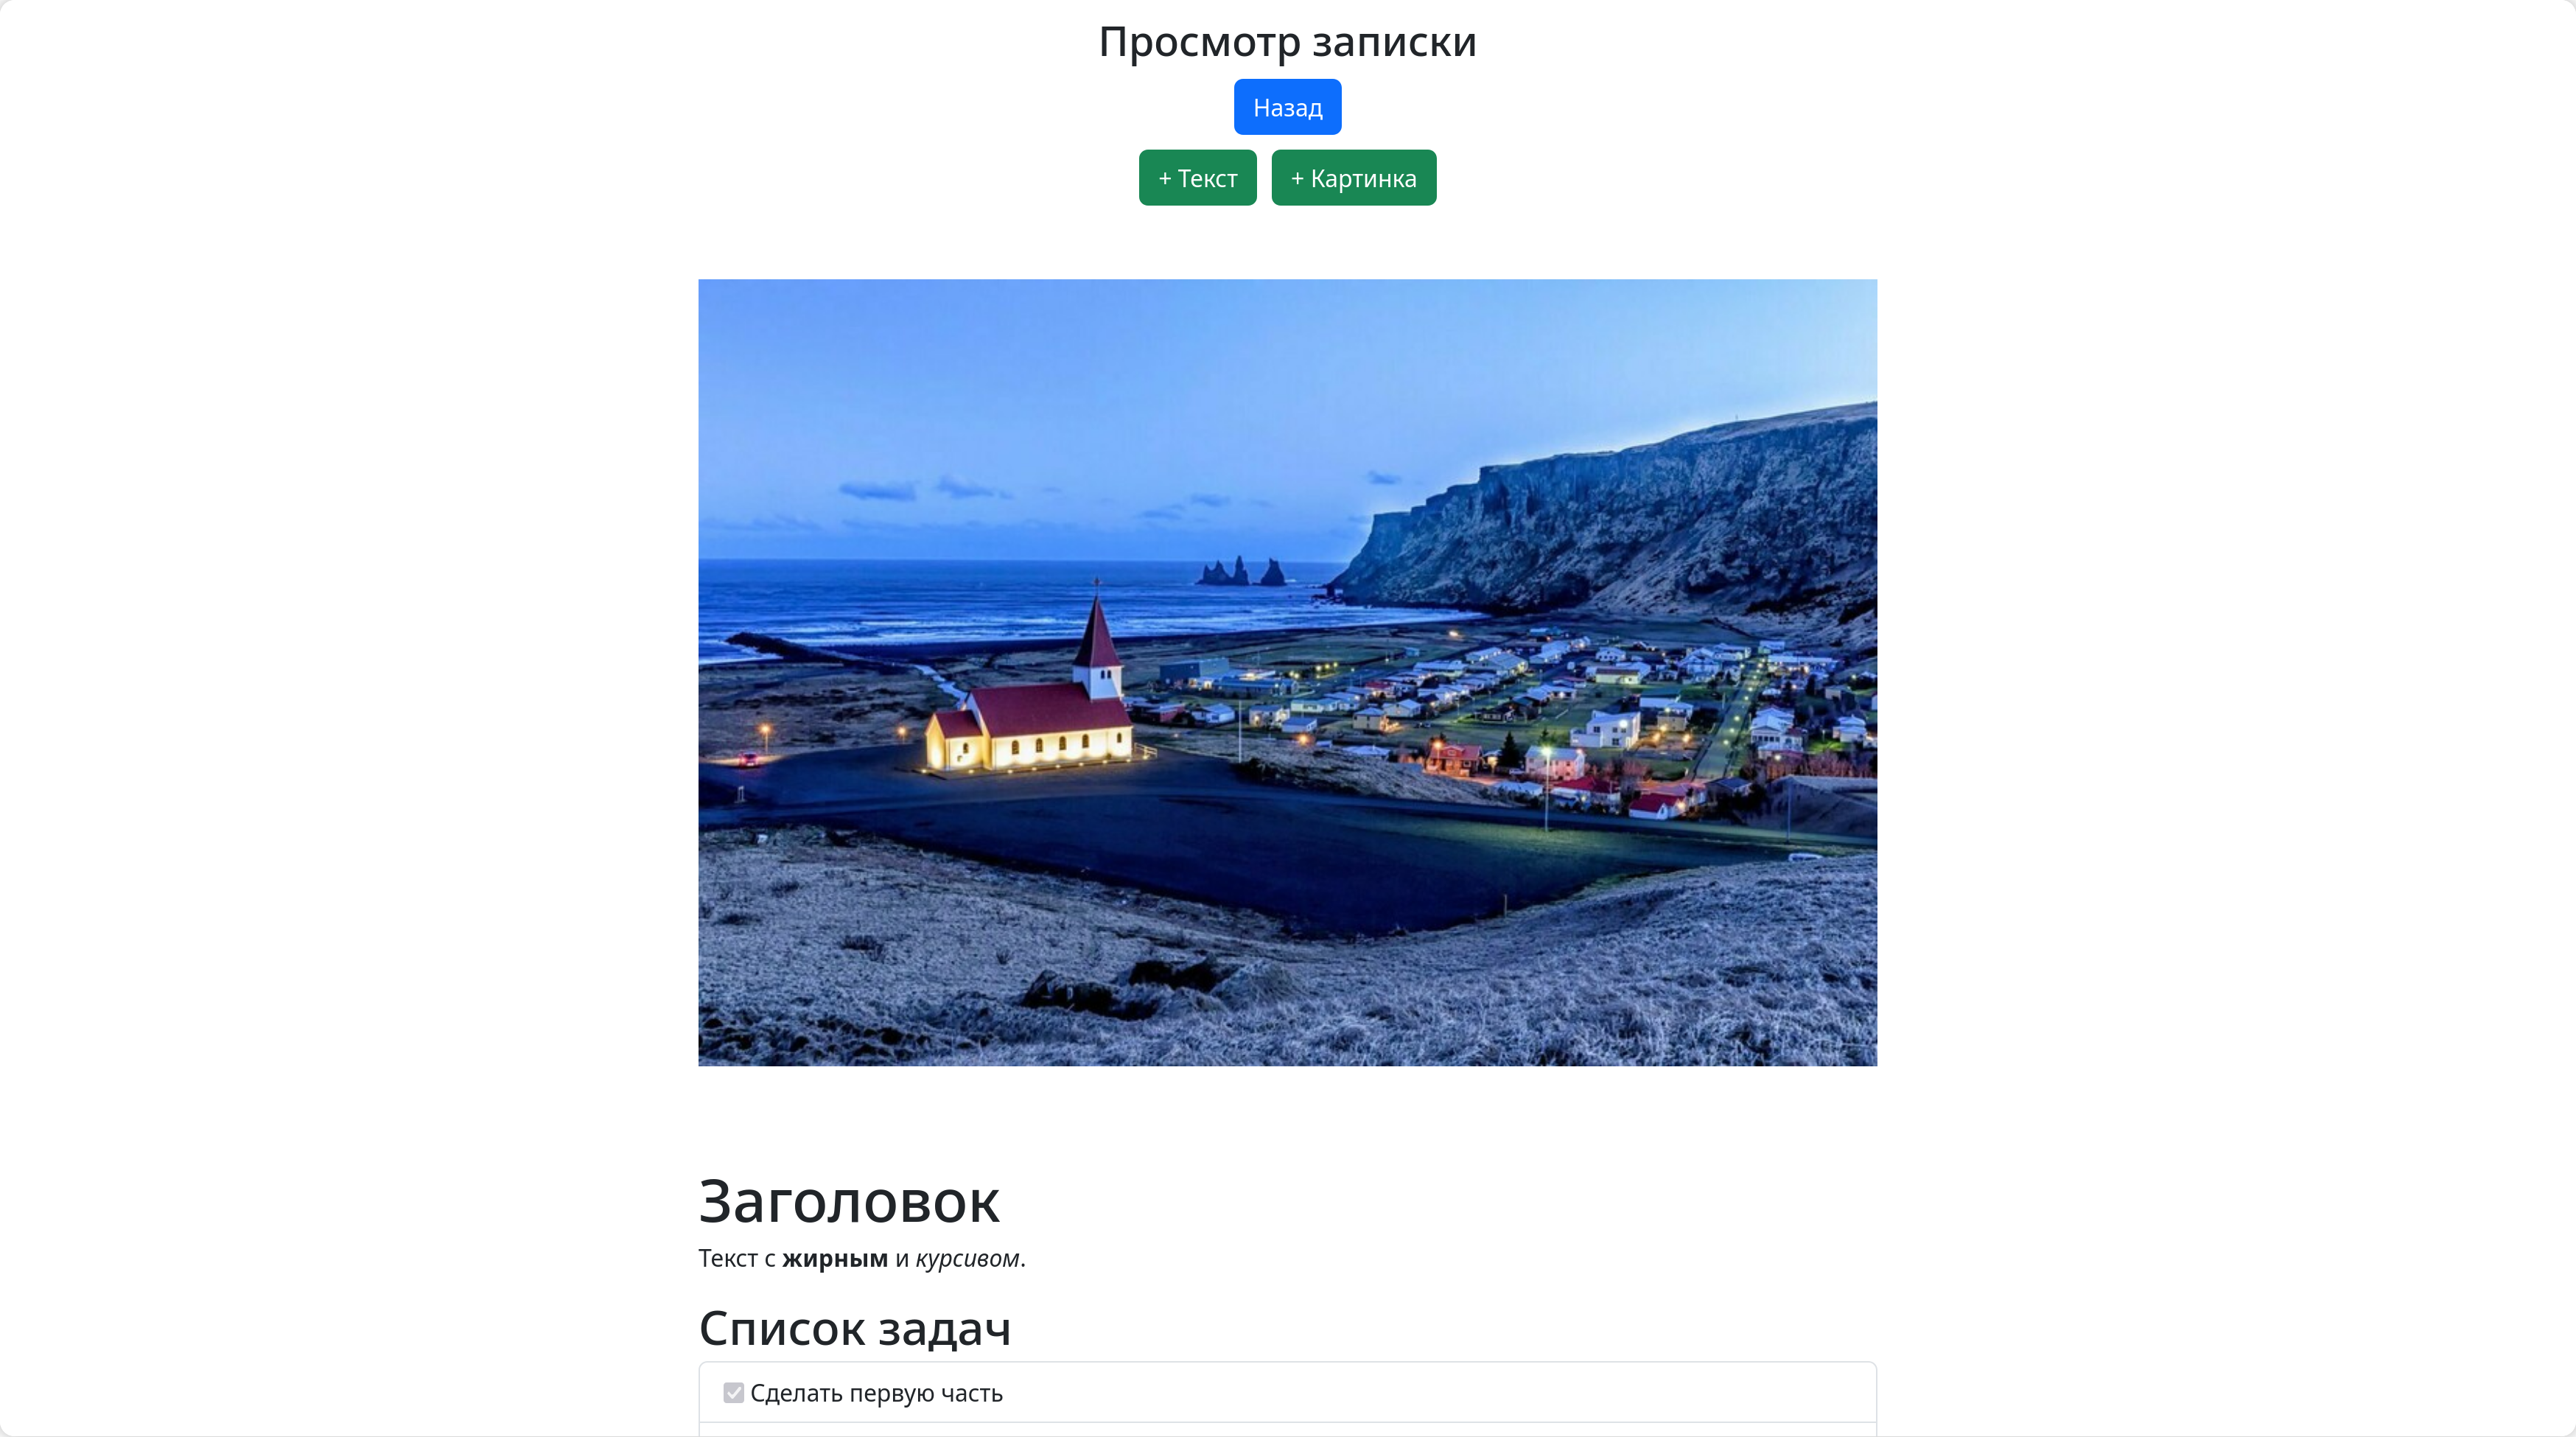 Просмотр записки
Назад
+ Текст + Картинка
Заголовок
Текст с жирным и курсивом.
Список задач
Сделать первую часть